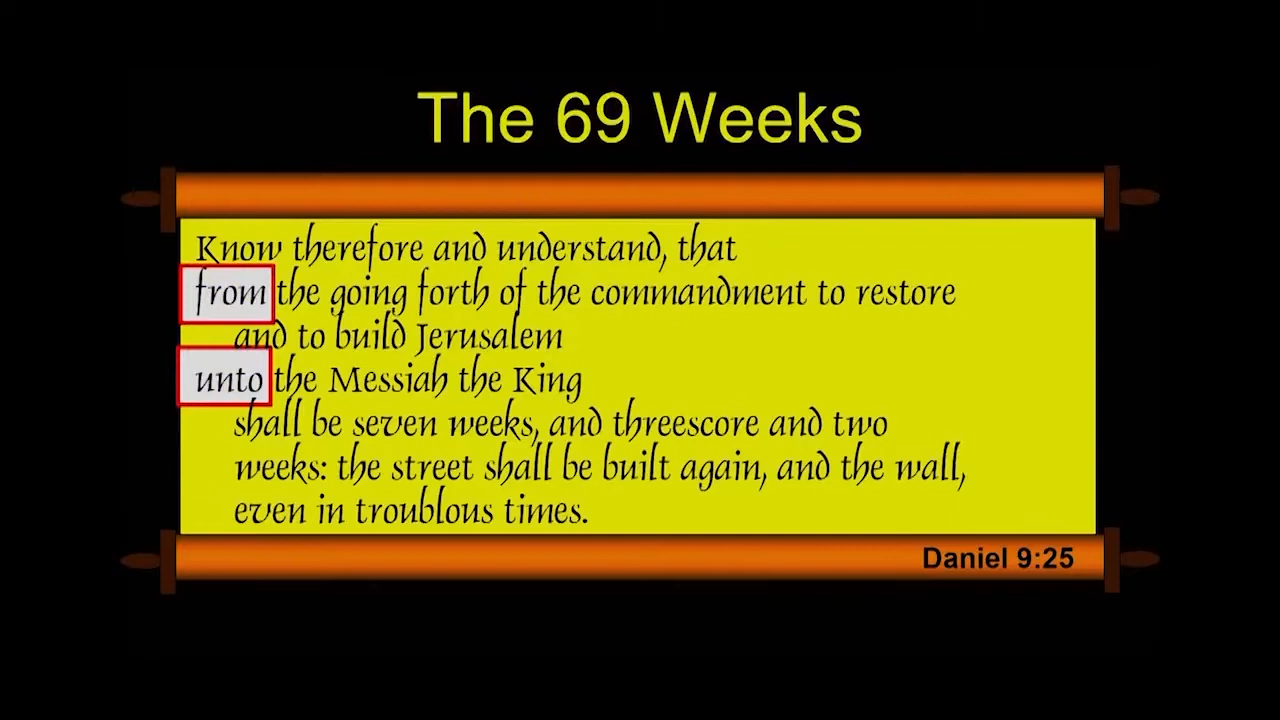 The 69 Weeks
Know therefore and understand, that
from the going forth of the commandment to restore
and to build Jerusalem
unto the Messiah the King
shall be seven weeks, and threescore and two
weeks: the street shall be built again, and the wall,
even in troublous times.
Daniel 9:25